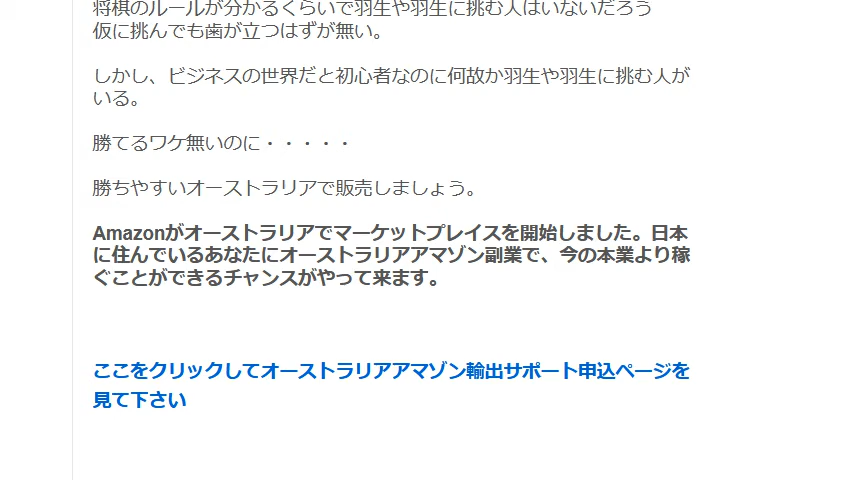 将棋のルールが分かるくらいで羽生や羽生に挑む人はいないだろう
仮に挑んでも歯が立つはずが無い。
しかし、ビジネスの世界だと初心者なのに何故か羽生や羽生に挑む人が
いる。
勝てるワケ無いのに・・・・・
勝ちやすいオーストラリアで販売しましょう。
Amazonがオーストラリアでマーケットプレイスを開始しました。日本
に住んでいるあなたにオーストラリアアマゾン副業で、今の本業より稼
ぐことができるチャンスがやって来ます。
ここをクリックしてオーストラリアアマゾン輸出サポート申込ページを
見て下さい